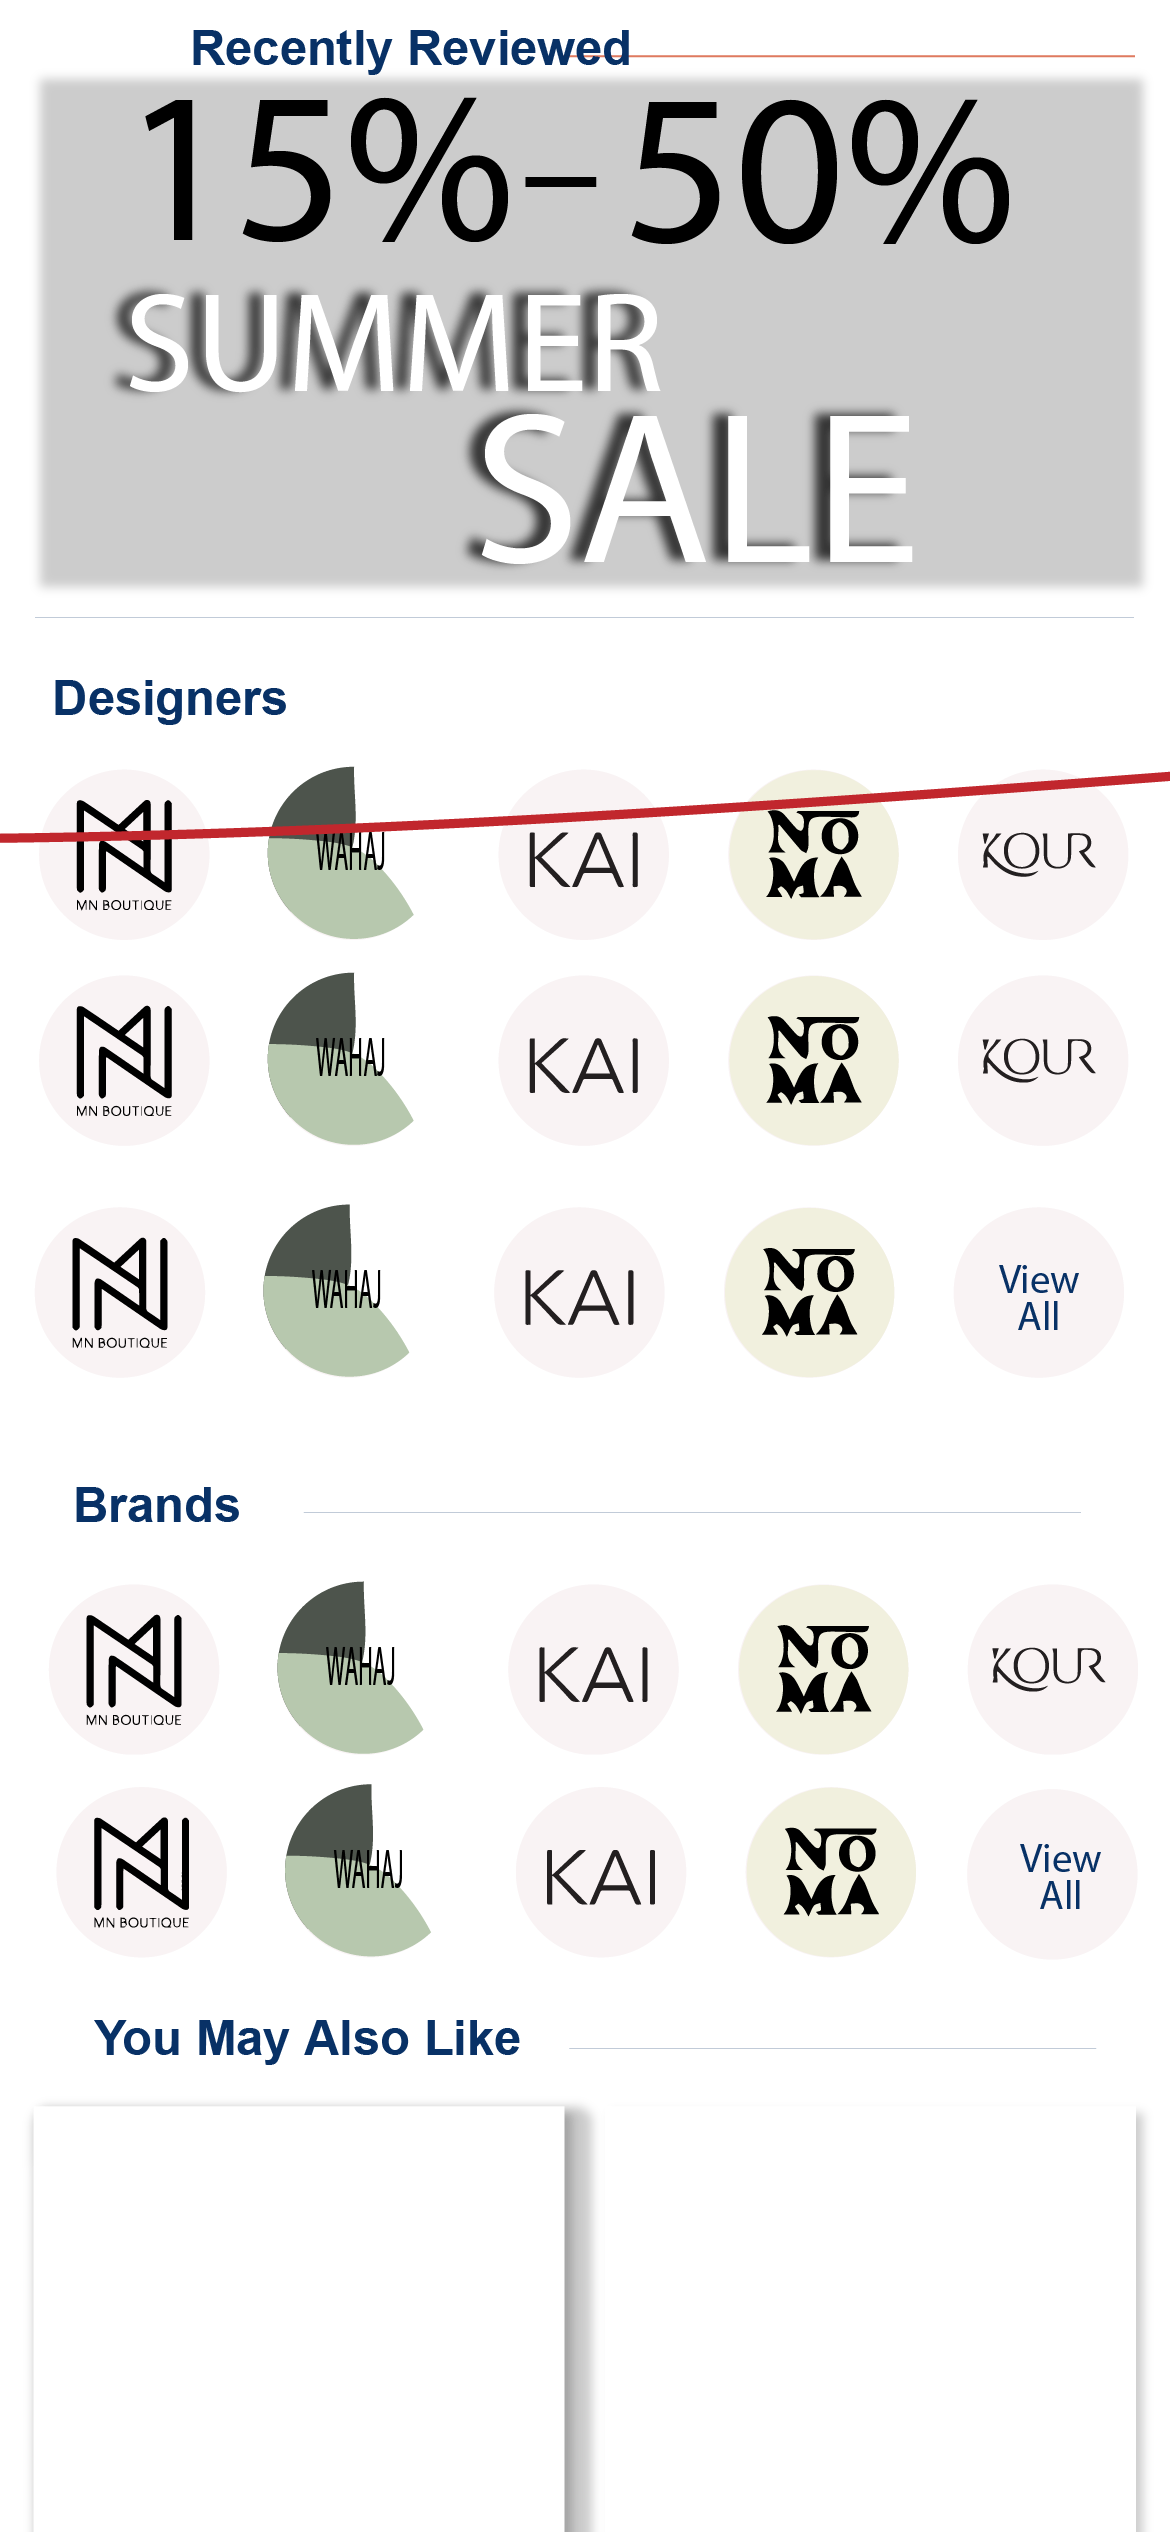 Recently Reviewed
15%-50%
SUMMER
SALE
Designers
MN BOUTIQUE
WAHAJ
KAI
NO
MA
KOUR
MN BOUTIQUE
WAHAJ
KAI
NO
MA
KOUR
MN BOUTIQUE
WAHAJ
KAI
NO
MA
View
All
Brands
MN BOUTIQUE
WAHAJ
KAI
NO
MA
KOUR
MN BOUTIQUE
WAHAJ
KAI
NO
MA
View
All
You May Also Like